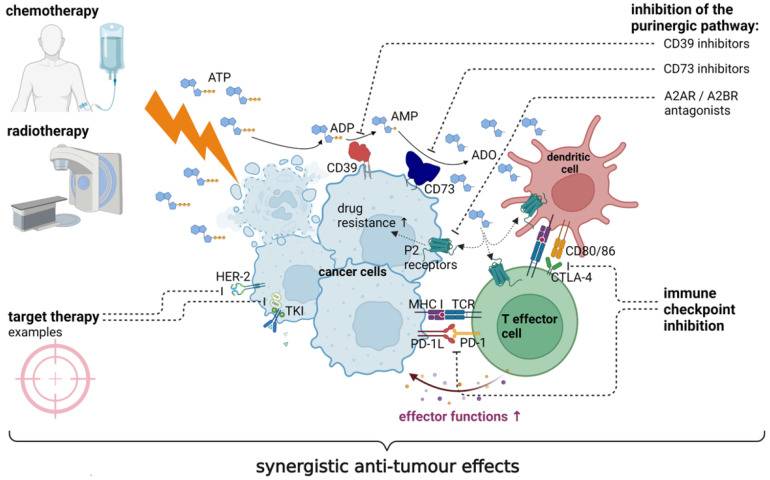 chemotherapy
inhibition of the
purinergic pathway:
CD39 inhibitors
CD73 inhibitors
A2AR / A2BR
antagonists
ATP
ADP
AMP
ADO
radiotherapy
CD39
CD73
dendritic
cell
drug
resistance ↑
P2
receptors
CD80/86
CTLA-4
HER-2
cancer cells
TKI
MHC I
TCR
T effector
cell
PD-1L
PD-1
immune
checkpoint
inhibition
target therapy
examples
effector functions ↑
synergistic anti-tumour effects